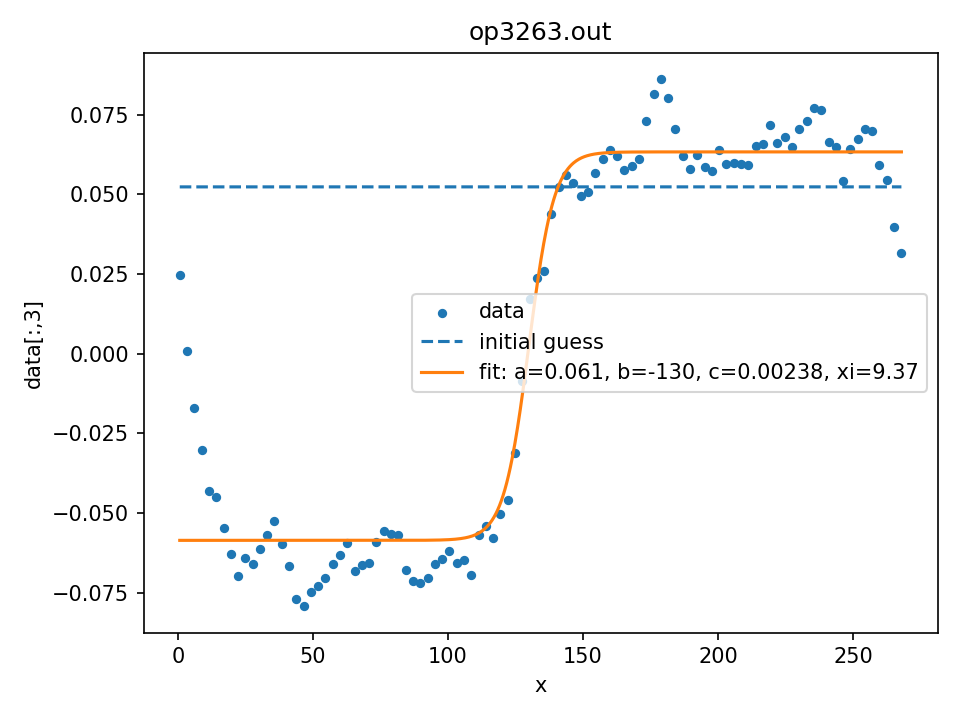 op3263.out
0.075
0.050
0.025
0.000
−0.025
−0.050
−0.075
data[:,3]
data
initial guess
fit: a=0.061, b=-130, c=0.00238, xi=9.37
0 50 100 150 200 250
x